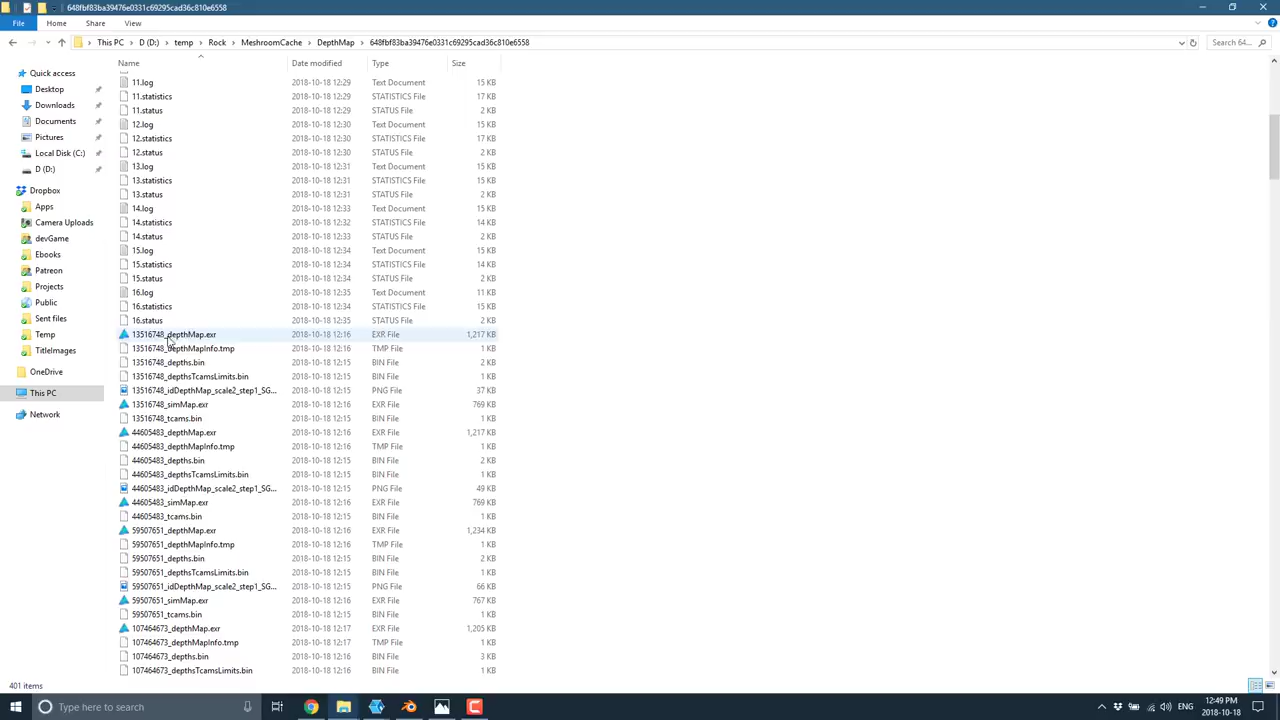 648fbf83ba39476e0331c69295cad36c810e6558
File Home Share View
This PC D (D:) temp Rock MeshroomCache DepthMap 648fbf83ba39476e0331c69295cad36c810e6558 Search 64...
Name Date modified Type Size
11.log 2018-10-18 12:29 Text Document 15 KB
11.statistics 2018-10-18 12:29 STATISTICS File 17 KB
11.status 2018-10-18 12:29 STATUS File 2 KB
12.log 2018-10-18 12:30 Text Document 15 KB
12.statistics 2018-10-18 12:30 STATISTICS File 17 KB
12.status 2018-10-18 12:30 STATUS File 2 KB
13.log 2018-10-18 12:31 Text Document 15 KB
13.statistics 2018-10-18 12:31 STATISTICS File 15 KB
13.status 2018-10-18 12:31 STATUS File 2 KB
14.log 2018-10-18 12:33 Text Document 15 KB
14.statistics 2018-10-18 12:32 STATISTICS File 14 KB
14.status 2018-10-18 12:33 STATUS File 2 KB
15.log 2018-10-18 12:34 Text Document 15 KB
15.statistics 2018-10-18 12:34 STATISTICS File 14 KB
15.status 2018-10-18 12:34 STATUS File 2 KB
16.log 2018-10-18 12:35 Text Document 11 KB
16.statistics 2018-10-18 12:34 STATISTICS File 15 KB
16.status 2018-10-18 12:35 STATUS File 2 KB
13516748_depthMap.exr 2018-10-18 12:16 EXR File 1,217 KB
13516748_depthMapInfo.tmp 2018-10-18 12:16 TMP File 1 KB
13516748_depths.bin 2018-10-18 12:15 BIN File 2 KB
13516748_depthsTcamsLimits.bin 2018-10-18 12:15 BIN File 1 KB
13516748_idDepthMap_scale2_step1_SG... 2018-10-18 12:15 PNG File 37 KB
13516748_simMap.exr 2018-10-18 12:16 EXR File 769 KB
13516748_tcams.bin 2018-10-18 12:15 BIN File 1 KB
44605483_depthMap.exr 2018-10-18 12:16 EXR File 1,217 KB
44605483_depthMapInfo.tmp 2018-10-18 12:16 TMP File 1 KB
44605483_depths.bin 2018-10-18 12:15 BIN File 2 KB
44605483_depthsTcamsLimits.bin 2018-10-18 12:15 BIN File 1 KB
44605483_idDepthMap_scale2_step1_SG... 2018-10-18 12:15 PNG File 49 KB
44605483_simMap.exr 2018-10-18 12:16 EXR File 769 KB
44605483_tcams.bin 2018-10-18 12:15 BIN File 1 KB
59507651_depthMap.exr 2018-10-18 12:16 EXR File 1,234 KB
59507651_depthMapInfo.tmp 2018-10-18 12:16 TMP File 1 KB
59507651_depths.bin 2018-10-18 12:15 BIN File 2 KB
59507651_depthsTcamsLimits.bin 2018-10-18 12:15 BIN File 1 KB
59507651_idDepthMap_scale2_step1_SG... 2018-10-18 12:15 PNG File 66 KB
59507651_simMap.exr 2018-10-18 12:16 EXR File 767 KB
59507651_tcams.bin 2018-10-18 12:15 BIN File 1 KB
107464673_depthMap.exr 2018-10-18 12:17 EXR File 1,205 KB
107464673_depthMapInfo.tmp 2018-10-18 12:17 TMP File 1 KB
107464673_depths.bin 2018-10-18 12:16 BIN File 3 KB
107464673_depthsTcamsLimits.bin 2018-10-18 12:16 BIN File 1 KB
Quick access
Desktop
Downloads
Documents
Pictures
Local Disk (C:)
D (D:)
Dropbox
Apps
Camera Uploads
devGame
Ebooks
Patreon
Projects
Public
Sent files
Temp
TitleImages
OneDrive
This PC
Network
401 items
Type here to search
ENG
12:49 PM
2018-10-18